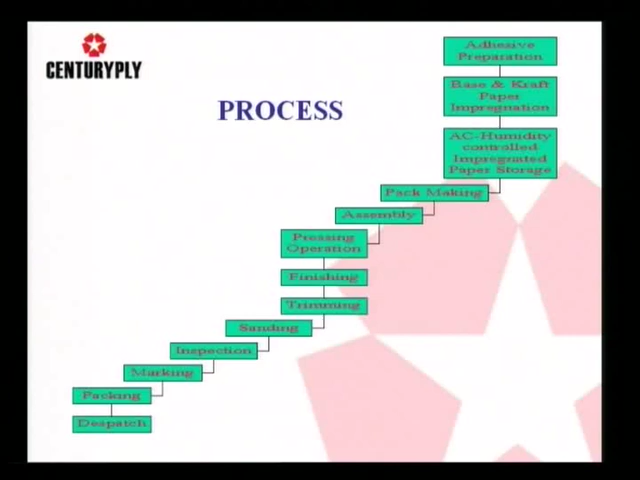 CENTURYPLY
PROCESS
Adhesive
Preparation
Base & Kraft
Paper
Impregnation
AC-Humidity
controlled
Impregnated
Paper Storage
Pack Making
Assembly
Pressing
Operation
Finishing
Trimming
Sanding
Inspection
Marking
Packing
Despatch